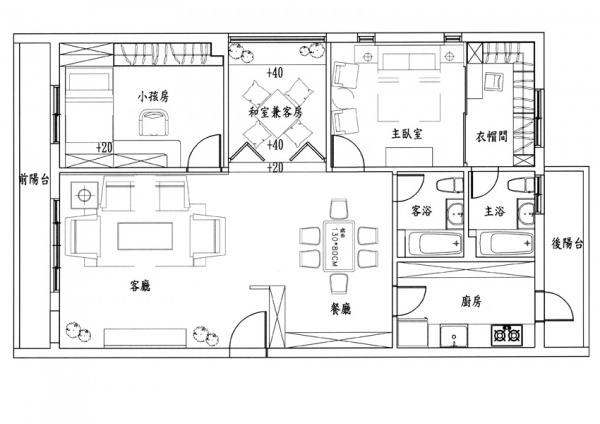 +40
小孩房
和室兼客房
主臥室
衣帽間
+40
+20
+20
前陽台
客浴
主浴
後陽台
餐桌
130*80CM
客廳
餐廳
廚房